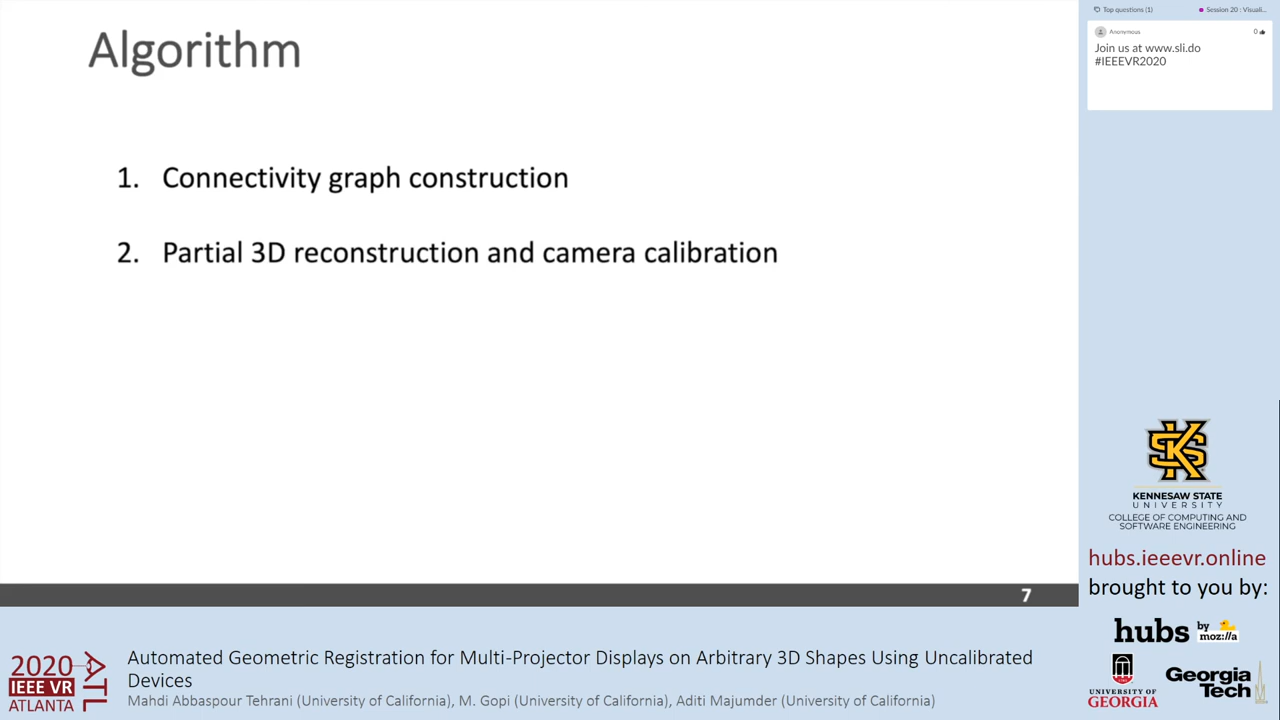 Algorithm
1. Connectivity graph construction
2. Partial 3D reconstruction and camera calibration
7
Top questions (1)
Session 20 : Visuali...
Anonymous
0
Join us at www.sli.do
#IEEEVR2020
KENNESAW STATE
UNIVERSITY
COLLEGE OF COMPUTING AND
SOFTWARE ENGINEERING
hubs.ieeevr.online
brought to you by:
hubs by
moz://a
UNIVERSITY OF
GEORGIA
Georgia
Tech
2020
IEEE VR
ATLANTA
ATL
Automated Geometric Registration for Multi-Projector Displays on Arbitrary 3D Shapes Using Uncalibrated
Devices
Mahdi Abbaspour Tehrani (University of California), M. Gopi (University of California), Aditi Majumder (University of California)